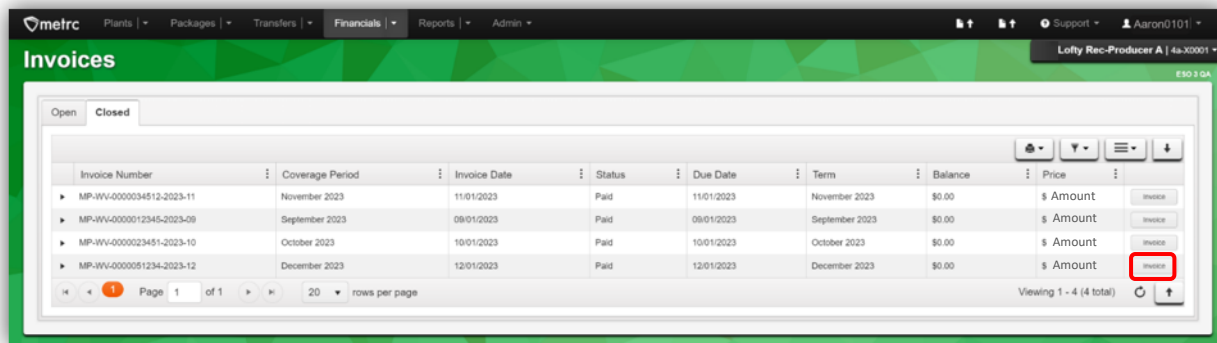 metrc Plants | Packages | Transfers | Financials | Reports | Admin Support Aaron0101 |
Invoices
Lofty Rec-Producer A | 4a-X0001
ESO 3 QA
Open Closed
Invoice Number Coverage Period Invoice Date Status Due Date Term Balance Price
MP-WV-0000034512-2023-11 November 2023 11/01/2023 Paid 11/01/2023 November 2023 $0.00 $ Amount Invoice
MP-WV-0000012345-2023-09 September 2023 09/01/2023 Paid 09/01/2023 September 2023 $0.00 $ Amount Invoice
MP-WV-0000023451-2023-10 October 2023 10/01/2023 Paid 10/01/2023 October 2023 $0.00 $ Amount Invoice
MP-WV-0000051234-2023-12 December 2023 12/01/2023 Paid 12/01/2023 December 2023 $0.00 $ Amount Invoice
1 Page 1 of 1 20 rows per page Viewing 1 - 4 (4 total)